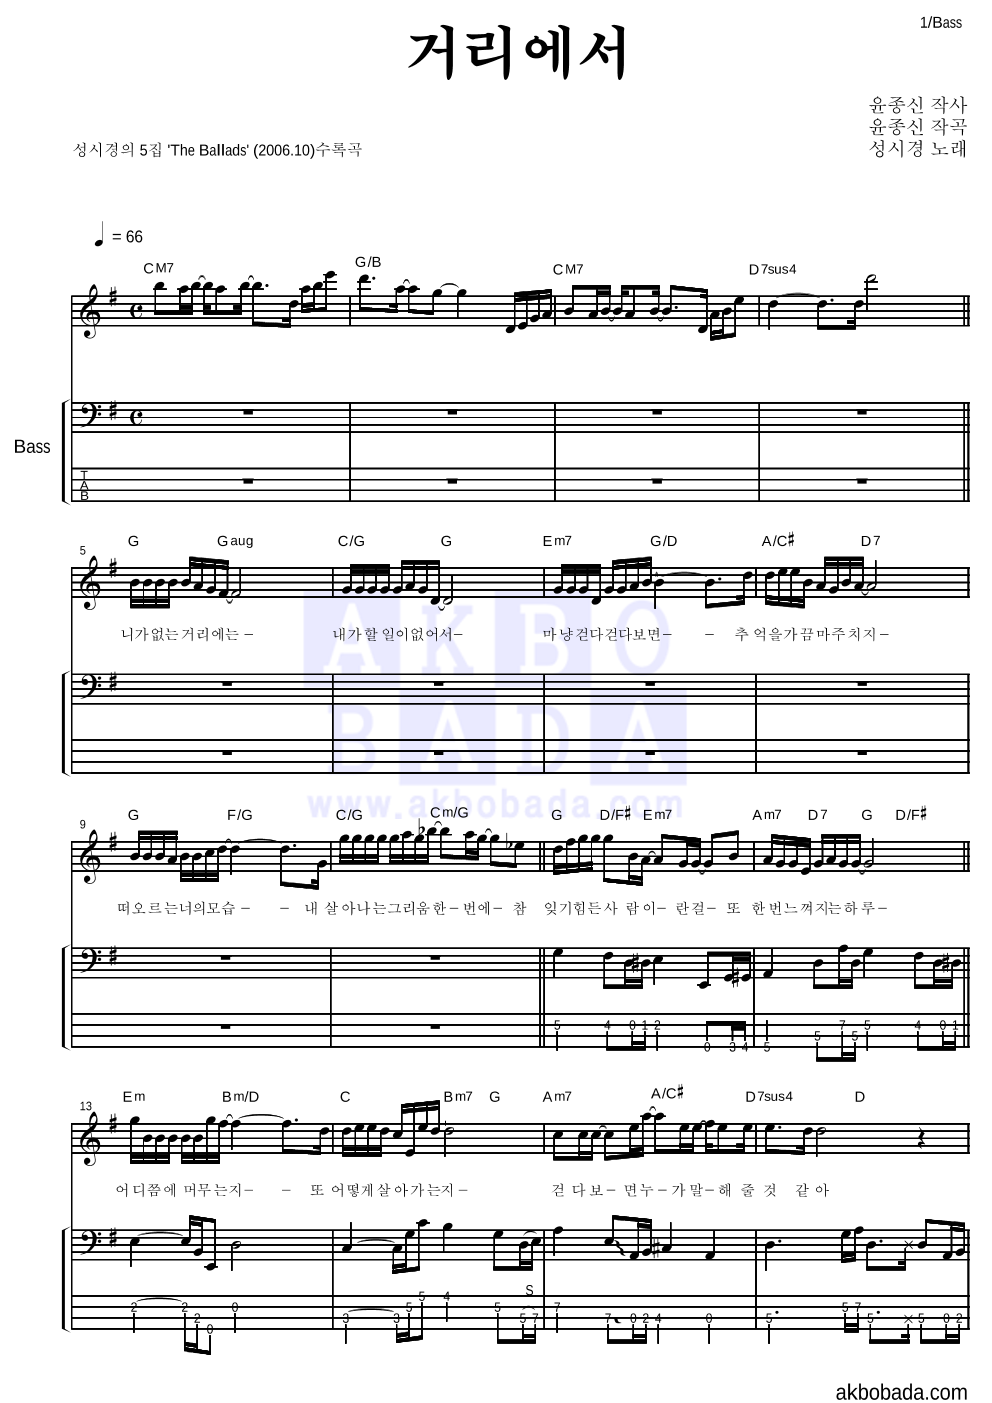 1/Bass
거리에서
윤종신 작사
윤종신 작곡
성시경의 5집 'The Ballads' (2006.10)수록곡
성시경 노래
= 66
CM7 G/B CM7 D7sus4
Bass
T
A
B
5
G Gaug C/G G Em7 G/D A/C♯ D7
니가없는거리에는– 내가할일이없어서– 마냥걷다걷다보면– – 추억을가끔마주치지–
AKBO
BADA
www.akbobada.com
9
G F/G C/G Cm/G G D/F♯ Em7 Am7 D7 G D/F♯
떠오르는너의모습– – 내살아나는그리움한–번에– 참 잊기힘든사람이–란걸– 또 한번느껴지는하루–
5 4 0 1 2 0 3 4 5 5 7 5 5 4 0 1
13
Em Bm/D C Bm7 G Am7 A/C♯ D7sus4 D
어디쯤에 머무는지– – 또 어떻게살아가는지– 걷다보–면누–가말–해 줄 것 같아
S
2 2 2 0 0 3 3 5 5 4 5 5 7 7 7 0 2 4 0 5 5 7 5 × 5 0 2
akbobada.com